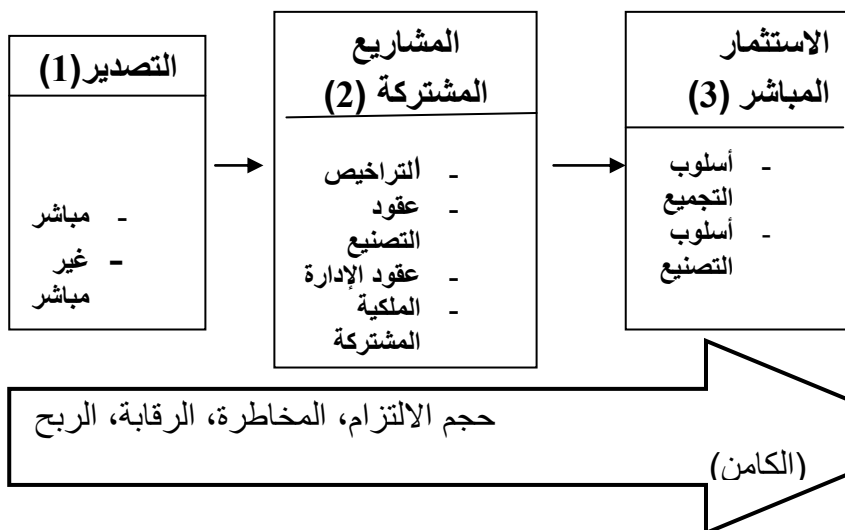 التصدير(1)
- مباشر
- غير
مباشر
المشاريع
المشتركة (2)
- التراخيص
- عقود
التصنيع
- عقود الإدارة
- الملكية
المشتركة
الاستثمار
المباشر (3)
- أسلوب
التجميع
- أسلوب
التصنيع
حجم الالتزام، المخاطرة، الرقابة، الربح
(الكامن)